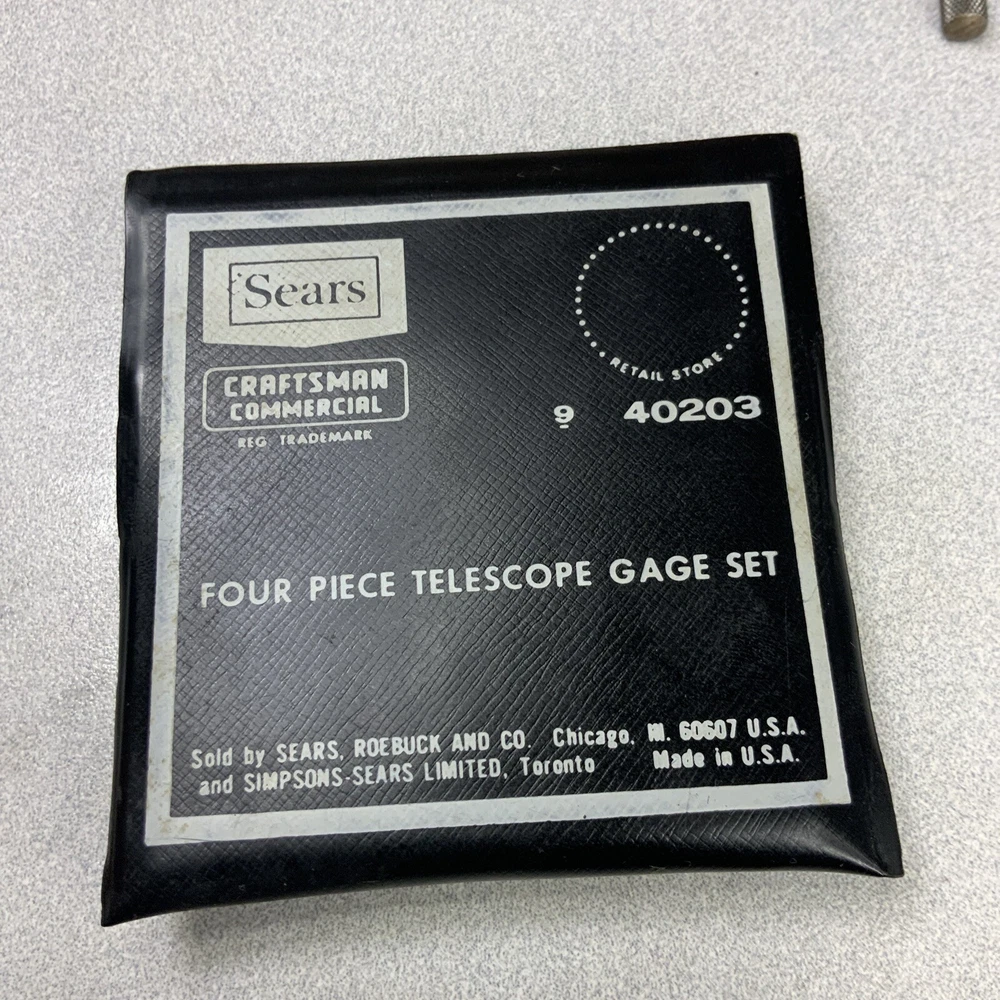 Sears
CRAFTSMAN
COMMERCIAL
REG TRADEMARK
RETAIL STORE
9 40203
FOUR PIECE TELESCOPE GAGE SET
Sold by SEARS, ROEBUCK AND CO. Chicago, Ill. 60607 U.S.A.
and SIMPSONS-SEARS LIMITED, Toronto Made in U.S.A.